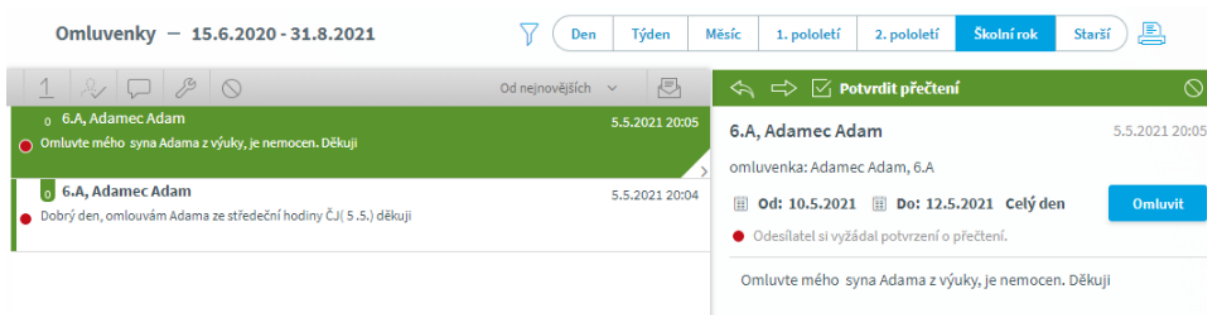 Omluvenky – 15.6.2020 - 31.8.2021
Den Týden Měsíc 1. pololetí 2. pololetí Školní rok Starší
1 Od nejnovějších
0 6.A, Adamec Adam 5.5.2021 20:05
Omluvte mého syna Adama z výuky, je nemocen. Děkuji
0 6.A, Adamec Adam 5.5.2021 20:04
Dobrý den, omlouvám Adama ze středeční hodiny ČJ( 5 .5.) děkuji
Potvrdit přečtení
6.A, Adamec Adam 5.5.2021 20:05
omluvenka: Adamec Adam, 6.A
Od: 10.5.2021 Do: 12.5.2021 Celý den Omluvit
Odesílatel si vyžádal potvrzení o přečtení.
Omluvte mého syna Adama z výuky, je nemocen. Děkuji